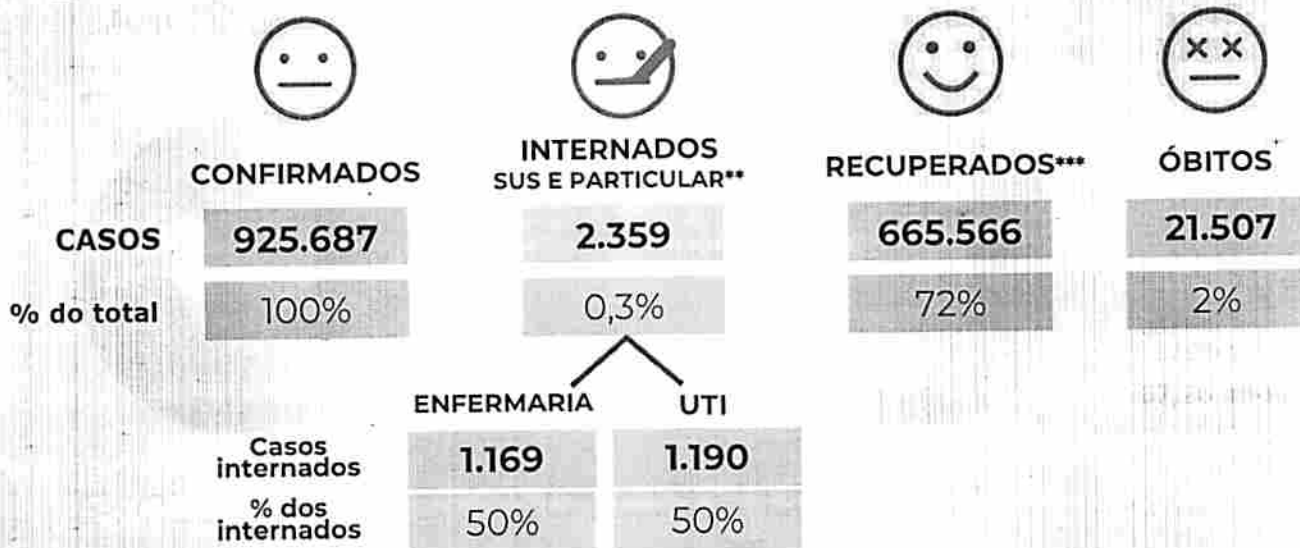 CONFIRMADOS
INTERNADOS
SUS E PARTICULAR**
RECUPERADOS***
ÓBITOS
CASOS 925.687 2.359 665.566 21.507
% do total 100% 0,3% 72% 2%
ENFERMARIA UTI
Casos
internados 1.169 1.190
% dos
internados 50% 50%